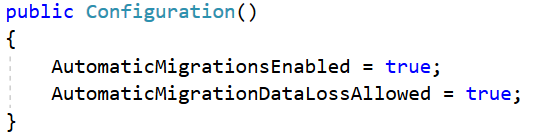 public Configuration()
{
    AutomaticMigrationsEnabled = true;
    AutomaticMigrationDataLossAllowed = true;
}